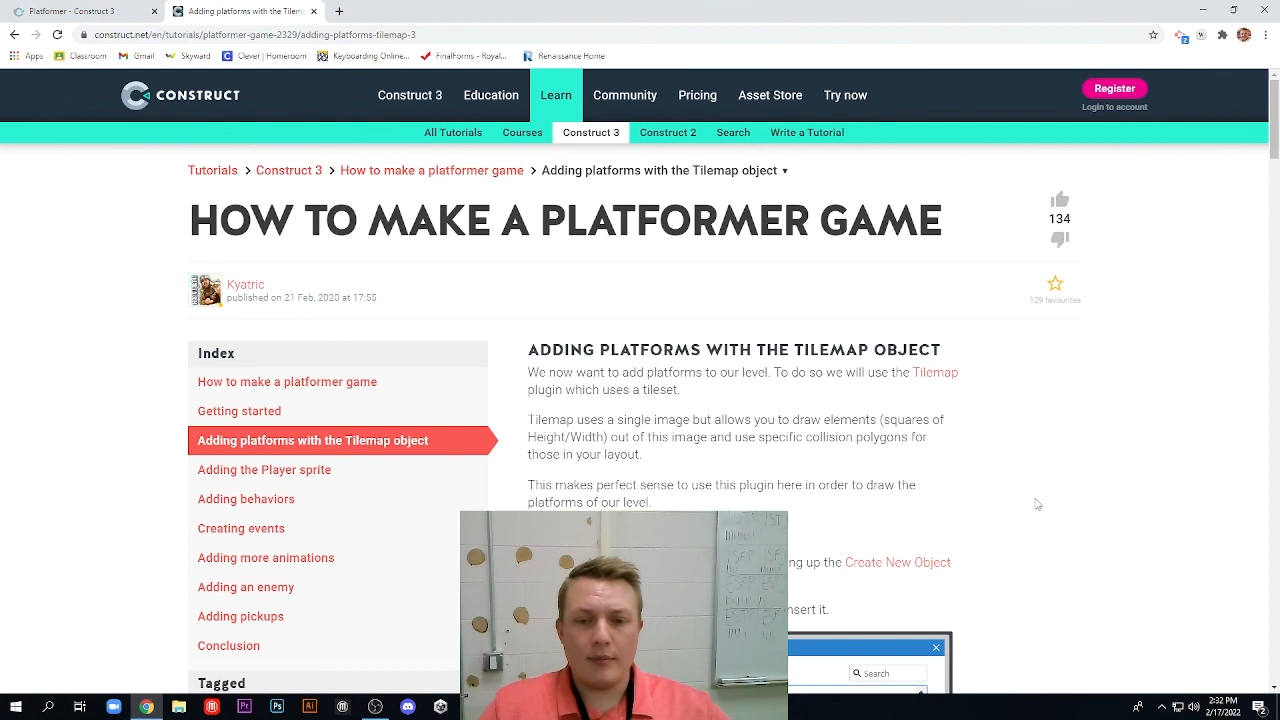 Platformer - Construct 3
Adding platforms with the Tilem
construct.net/en/tutorials/platformer-game-2329/adding-platforms-tilemap-3
Apps Classroom Gmail Skyward Clever | Homeroom Keyboarding Online... FinalForms - Royal... Renaissance Home
CONSTRUCT
Construct 3 Education Learn Community Pricing Asset Store Try now
Register
Login to account
All Tutorials Courses Construct 3 Construct 2 Search Write a Tutorial
Tutorials > Construct 3 > How to make a platformer game > Adding platforms with the Tilemap object ▾
HOW TO MAKE A PLATFORMER GAME
134
Kyatric
published on 21 Feb, 2020 at 17:55
129 favourites
Index
How to make a platformer game
Getting started
Adding platforms with the Tilemap object
Adding the Player sprite
Adding behaviors
Creating events
Adding more animations
Adding an enemy
Adding pickups
Conclusion
Tagged
ADDING PLATFORMS WITH THE TILEMAP OBJECT
We now want to add platforms to our level. To do so we will use the Tilemap
plugin which uses a tileset.
Tilemap uses a single image but allows you to draw elements (squares of
Height/Width) out of this image and use specific collision polygons for
those in your layout.
This makes perfect sense to use this plugin here in order to draw the
platforms of our level.
ng up the Create New Object
nsert it.
Search
2:32 PM
2/17/2022